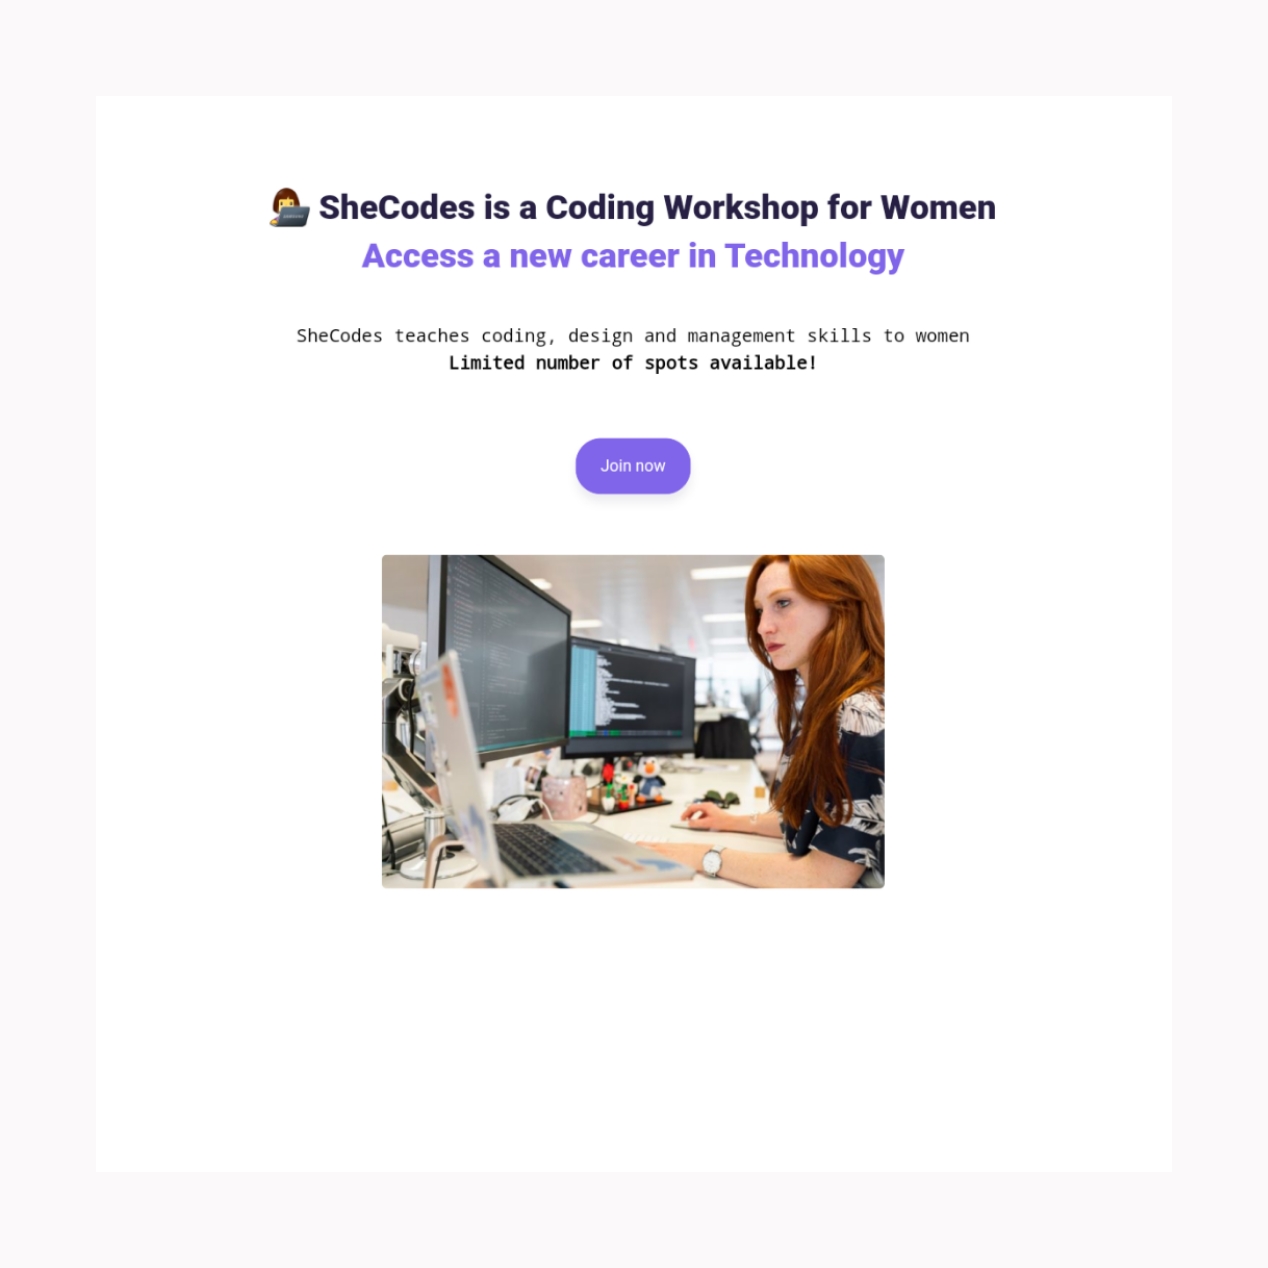 SheCodes is a Coding Workshop for Women
Access a new career in Technology
SheCodes teaches coding, design and management skills to women
Limited number of spots available!
Join now